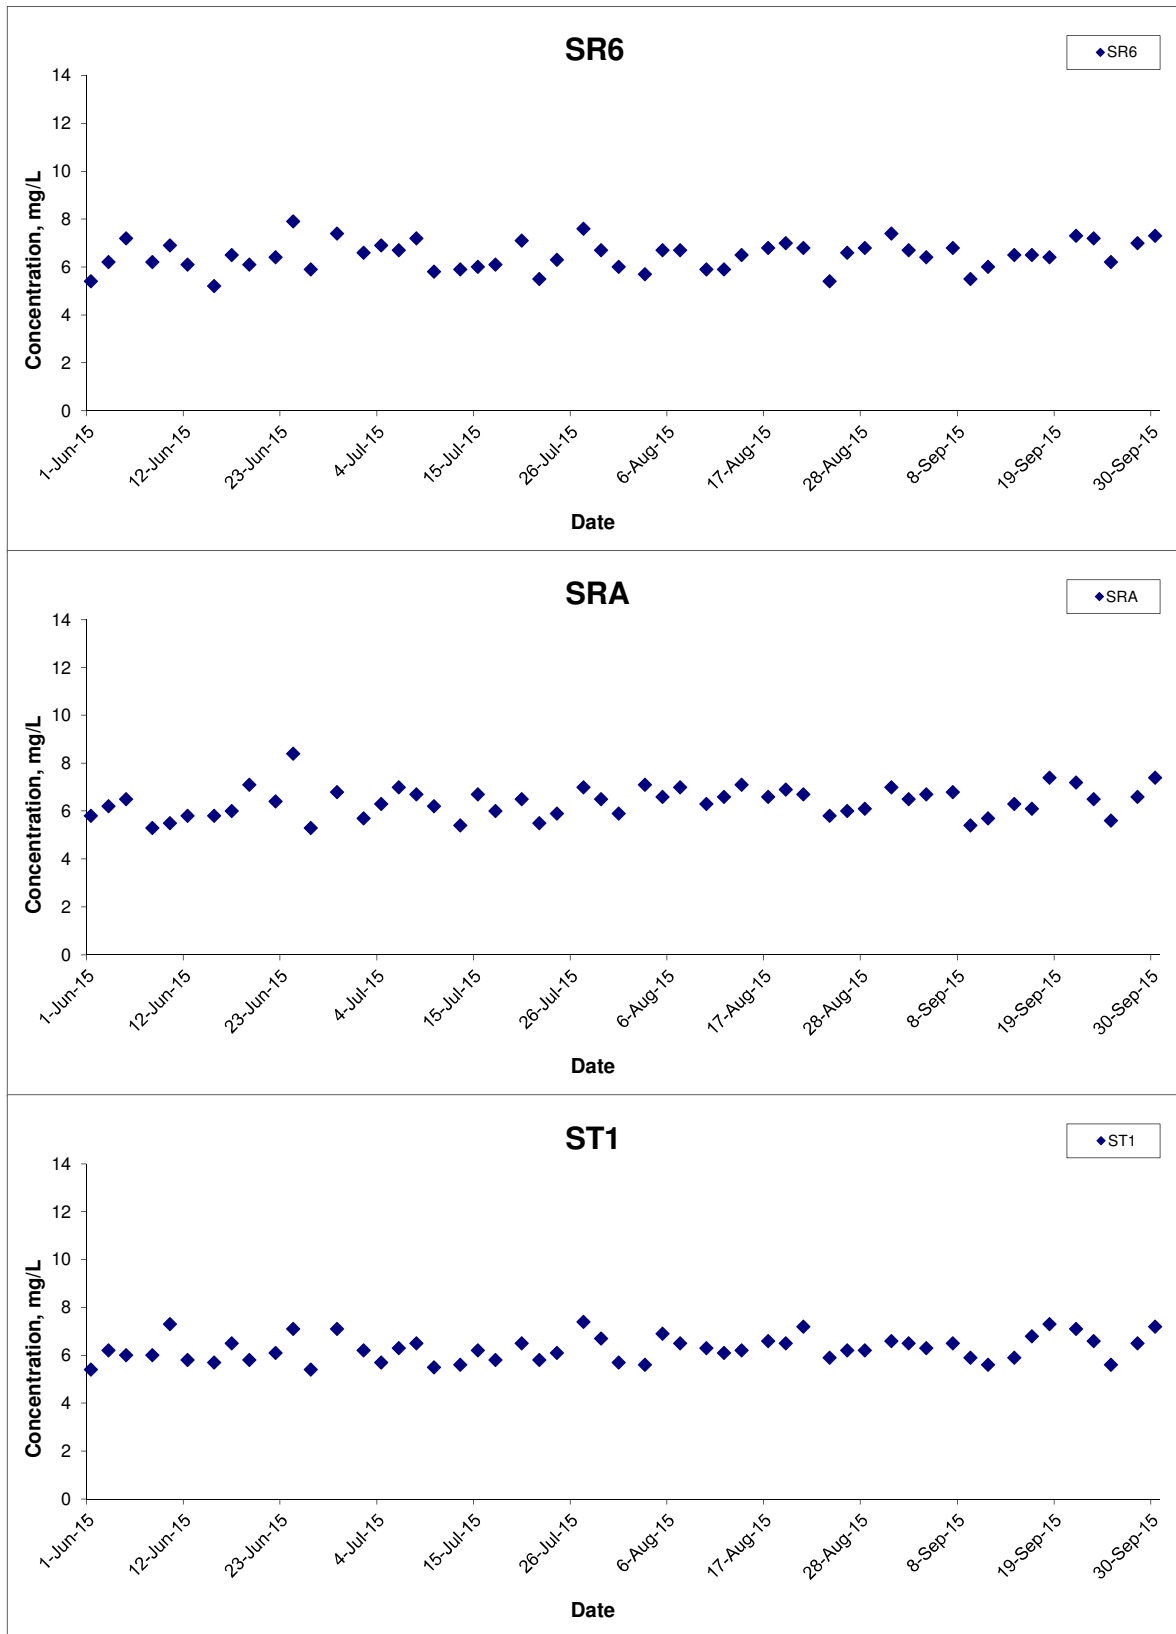 SR6
SR6
14
12
10
8
6
4
2
0
Concentration, mg/L
1-Jun-15
12-Jun-15
23-Jun-15
4-Jul-15
15-Jul-15
26-Jul-15
6-Aug-15
17-Aug-15
28-Aug-15
8-Sep-15
19-Sep-15
30-Sep-15
Date
SRA
SRA
14
12
10
8
6
4
2
0
Concentration, mg/L
1-Jun-15
12-Jun-15
23-Jun-15
4-Jul-15
15-Jul-15
26-Jul-15
6-Aug-15
17-Aug-15
28-Aug-15
8-Sep-15
19-Sep-15
30-Sep-15
Date
ST1
ST1
14
12
10
8
6
4
2
0
Concentration, mg/L
1-Jun-15
12-Jun-15
23-Jun-15
4-Jul-15
15-Jul-15
26-Jul-15
6-Aug-15
17-Aug-15
28-Aug-15
8-Sep-15
19-Sep-15
30-Sep-15
Date